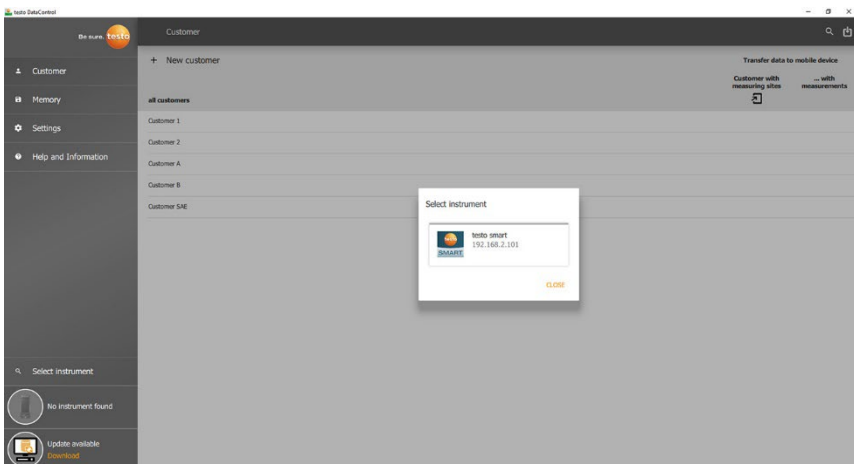 testo DataControl
Be sure. testo
Customer
Customer
Memory
Settings
Help and Information
+ New customer
Transfer data to mobile device
Customer with
measuring sites
... with
measurements
all customers
Customer 1
Customer 2
Customer A
Customer B
Customer SAE
Select instrument
testo smart
192.168.2.101
SMART
CLOSE
Select instrument
No instrument found
Update available
Download